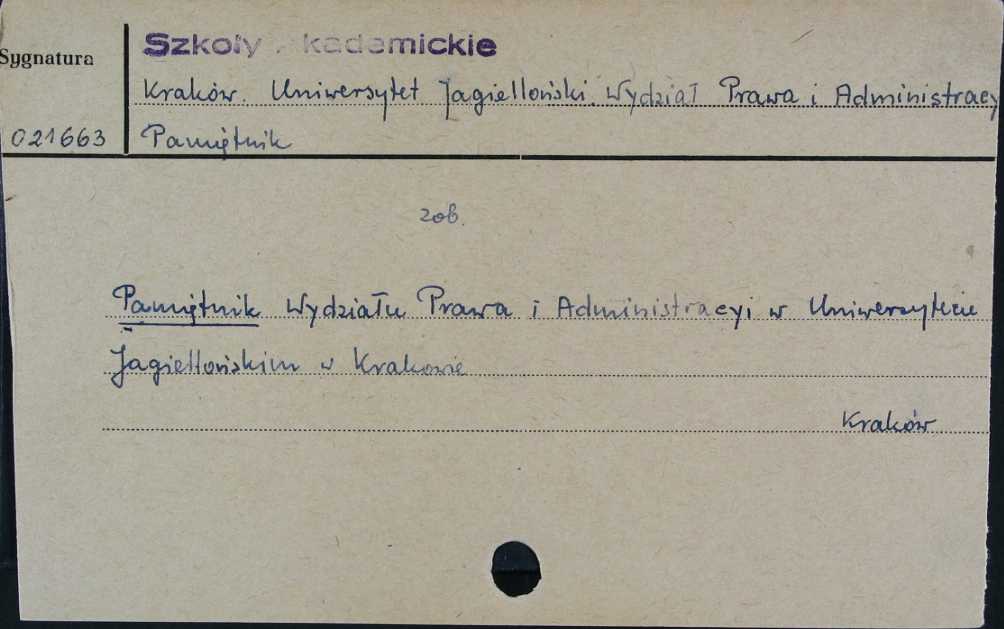 Szkoły Akademickie
Sygnatura
Kraków. Uniwersytet Jagielloński. Wydział Prawa i Administracy
021663
Pamiętnik
zob.
Pamiętnik Wydziału Prawa i Administracyi w Uniwersytecie
Jagiellońskim w Krakowie
Kraków